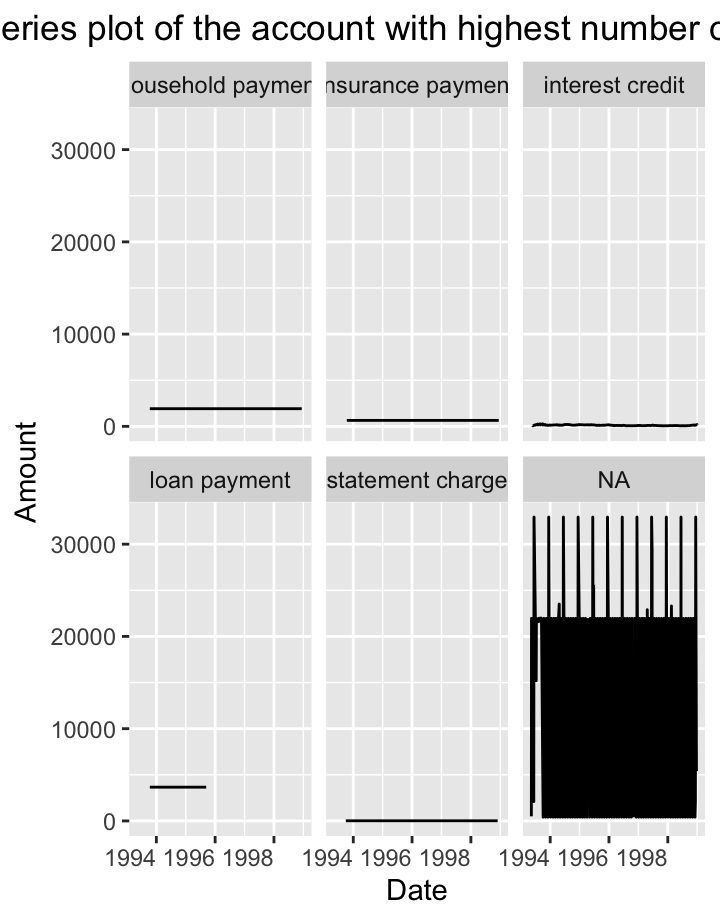 eries plot of the account with highest number o
ousehold paymen
nsurance paymen
interest credit
30000
20000
10000
0
loan payment
statement charge
NA
30000
20000
10000
0
1994 1996 1998
1994 1996 1998
1994 1996 1998
Amount
Date